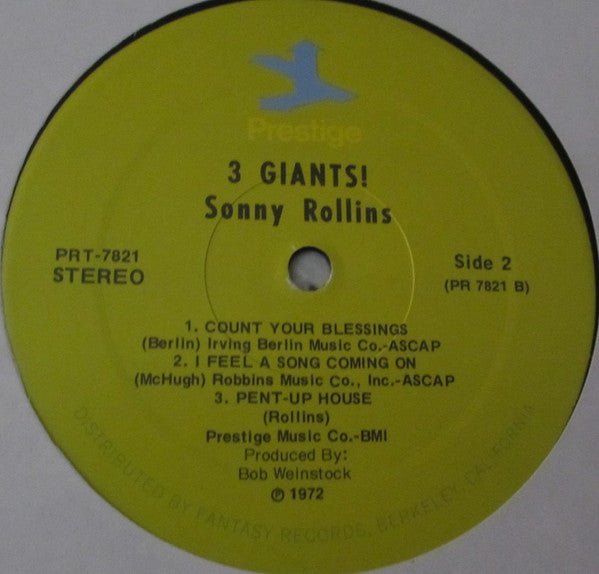 Prestige
3 GIANTS!
Sonny Rollins
PRT-7821
STEREO
Side 2
(PR 7821 B)
1. COUNT YOUR BLESSINGS
(Berlin) Irving Berlin Music Co.-ASCAP
2. I FEEL A SONG COMING ON
(McHugh) Robbins Music Co., Inc.-ASCAP
3. PENT-UP HOUSE
(Rollins)
Prestige Music Co.-BMI
Produced By:
Bob Weinstock
℗ 1972
DISTRIBUTED BY FANTASY RECORDS, BERKELEY, CALIFORNIA